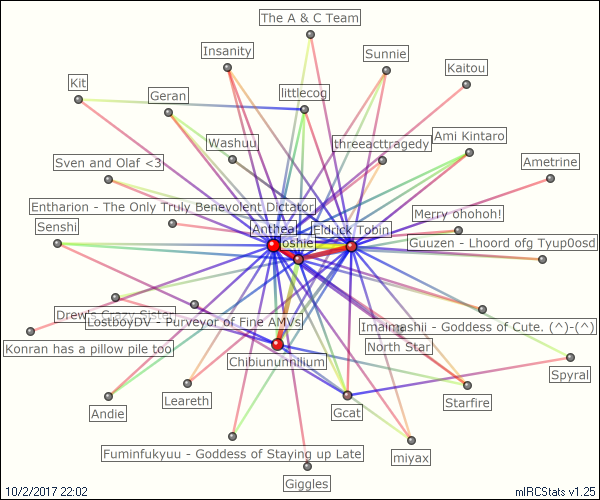 The A & C Team
Insanity
Sunnie
Kaitou
Kit
Geran
littlecog
Washuu
threeacttragedy
Ami Kintaro
Sven and Olaf <3
Ametrine
Entharion - The Only Truly Benevolent Dictator
Merry ohohoh!
Senshi
Anthea
Eldrick Tobin
oshie
Guuzen - Lhoord ofg Tyup0osd
Drew's Crazy Sister
LostboyDV - Purveyor of Fine AMVs
Imaimashii - Goddess of Cute. (^)-(^)
Konran has a pillow pile too
North Star
Chibiununnilium
Spyral
Andie
Leareth
Gcat
Starfire
Fuminfukyuu - Goddess of Staying up Late
miyax
Giggles
10/2/2017 22:02
mIRCStats v1.25